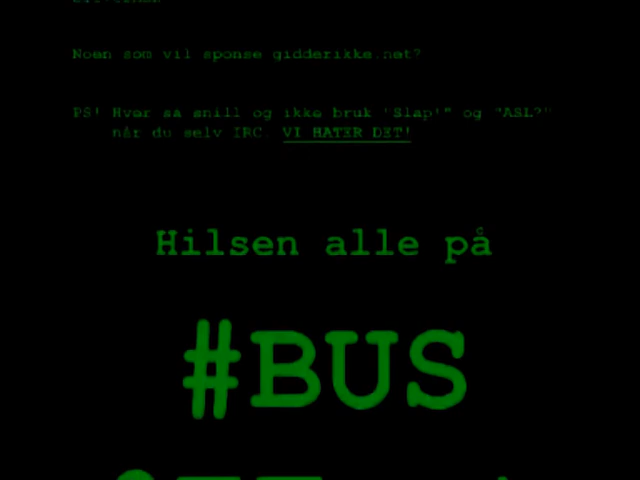 Noen som vil sponse gidderikke.net?
PS! Hver så snill og ikke bruk "Slap!" og "ASL?"
når du selv IRC. VI HATER DET!
Hilsen alle på
#BUS